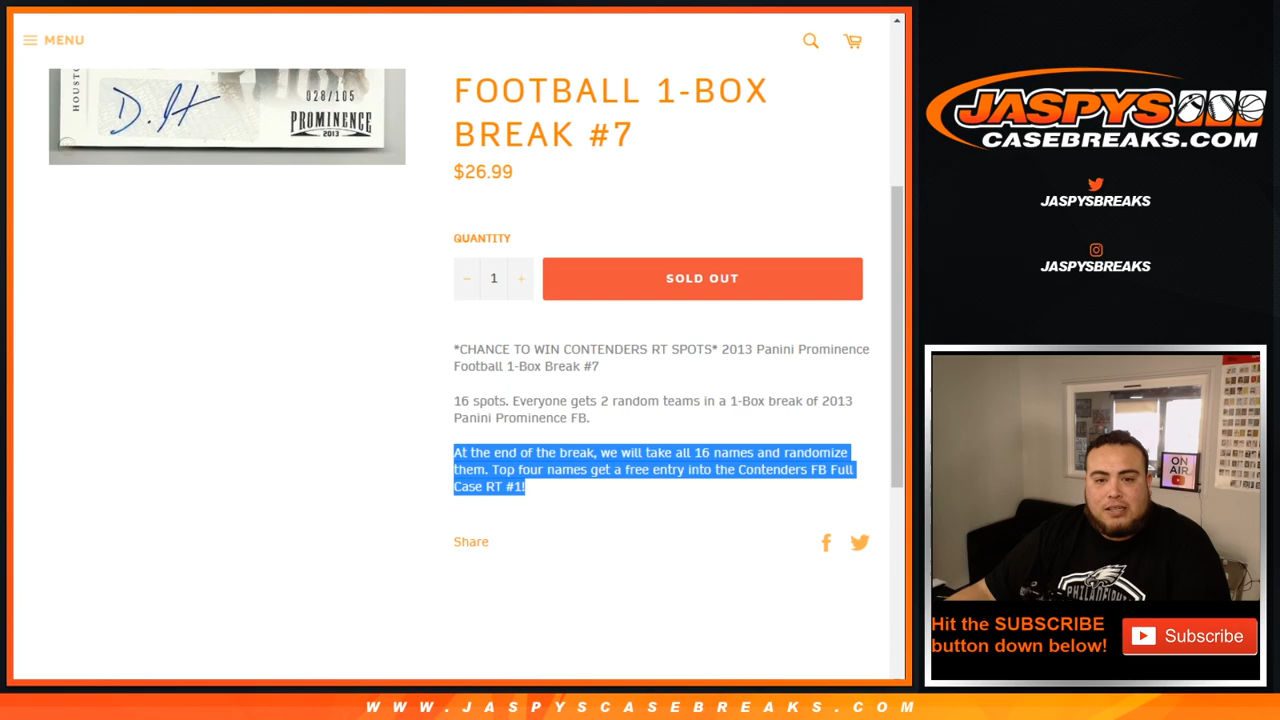 MENU
HOUSTO
028/105
PROMINENCE
2013
FOOTBALL 1-BOX
BREAK #7
$26.99
QUANTITY
− 1 +
SOLD OUT
*CHANCE TO WIN CONTENDERS RT SPOTS* 2013 Panini Prominence
Football 1-Box Break #7
16 spots. Everyone gets 2 random teams in a 1-Box break of 2013
Panini Prominence FB.
At the end of the break, we will take all 16 names and randomize
them. Top four names get a free entry into the Contenders FB Full
Case RT #1!
Share
JASPYS
CASEBREAKS.COM
JASPYSBREAKS
JASPYSBREAKS
ON
AIR
PHILADELPHIA
Hit the SUBSCRIBE
button down below!
Subscribe
WWW.JASPYSCASEBREAKS.COM